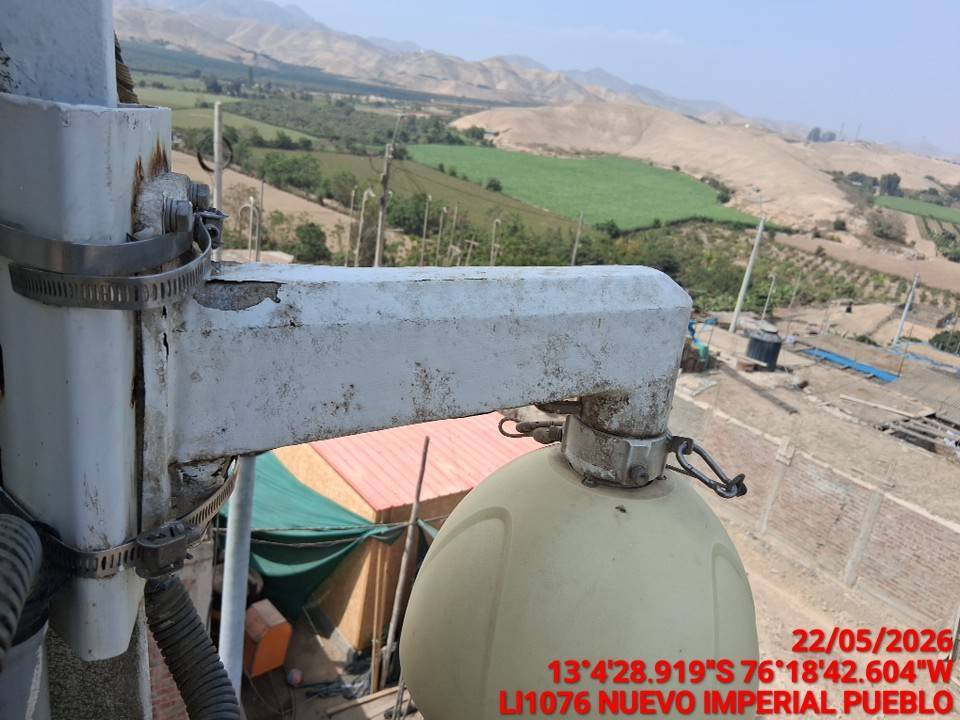 22/05/2026
13°4'28.919"S 76°18'42.604"W
LI1076 NUEVO IMPERIAL PUEBLO